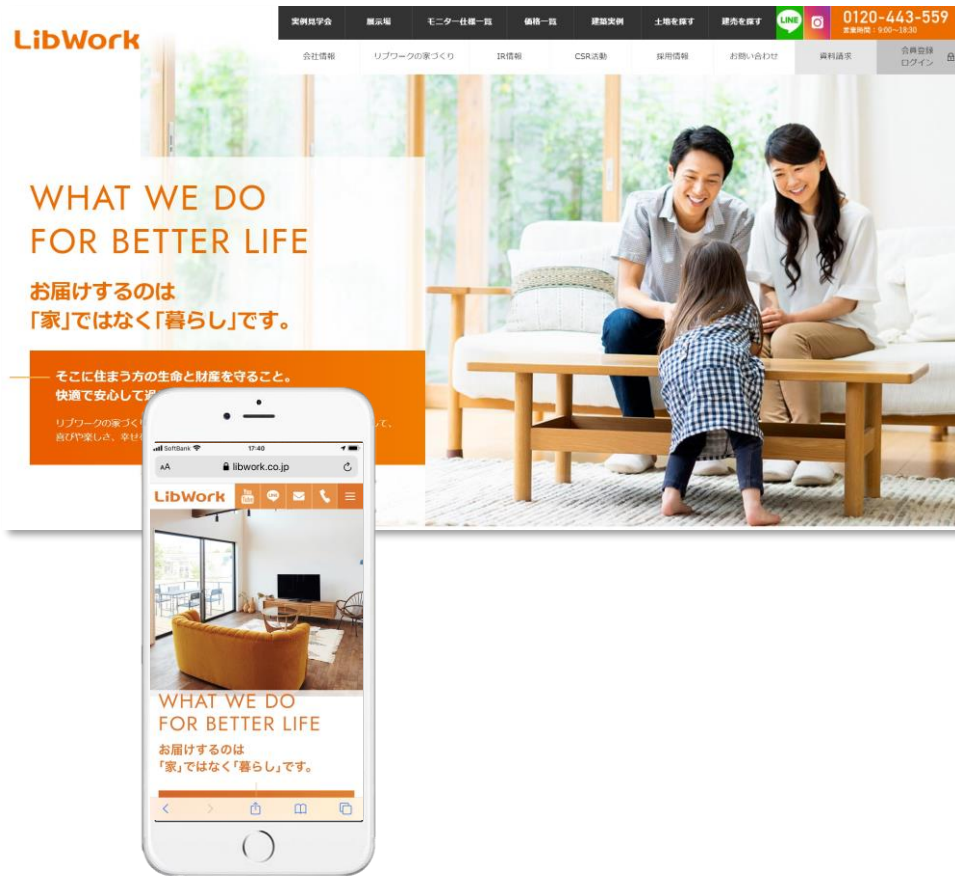 LibWork
実例見学会 展示場 モニター仕様一覧 価格一覧 建築実例 土地を探す 建売を探す LINE 0120-443-559
営業時間：9:00～18:30
会社情報 リブワークの家づくり IR情報 CSR活動 採用情報 お問い合わせ 資料請求 会員登録
ログイン
WHAT WE DO
FOR BETTER LIFE
お届けするのは
「家」ではなく「暮らし」です。
そこに住まう方の生命と財産を守ること。
快適で安心して
リブワークの家づく て、
喜びや楽しさ、幸せ
SoftBank 17:40
AA libwork.co.jp
LibWork You Tube LINE
WHAT WE DO
FOR BETTER LIFE
お届けするのは
「家」ではなく「暮らし」です。